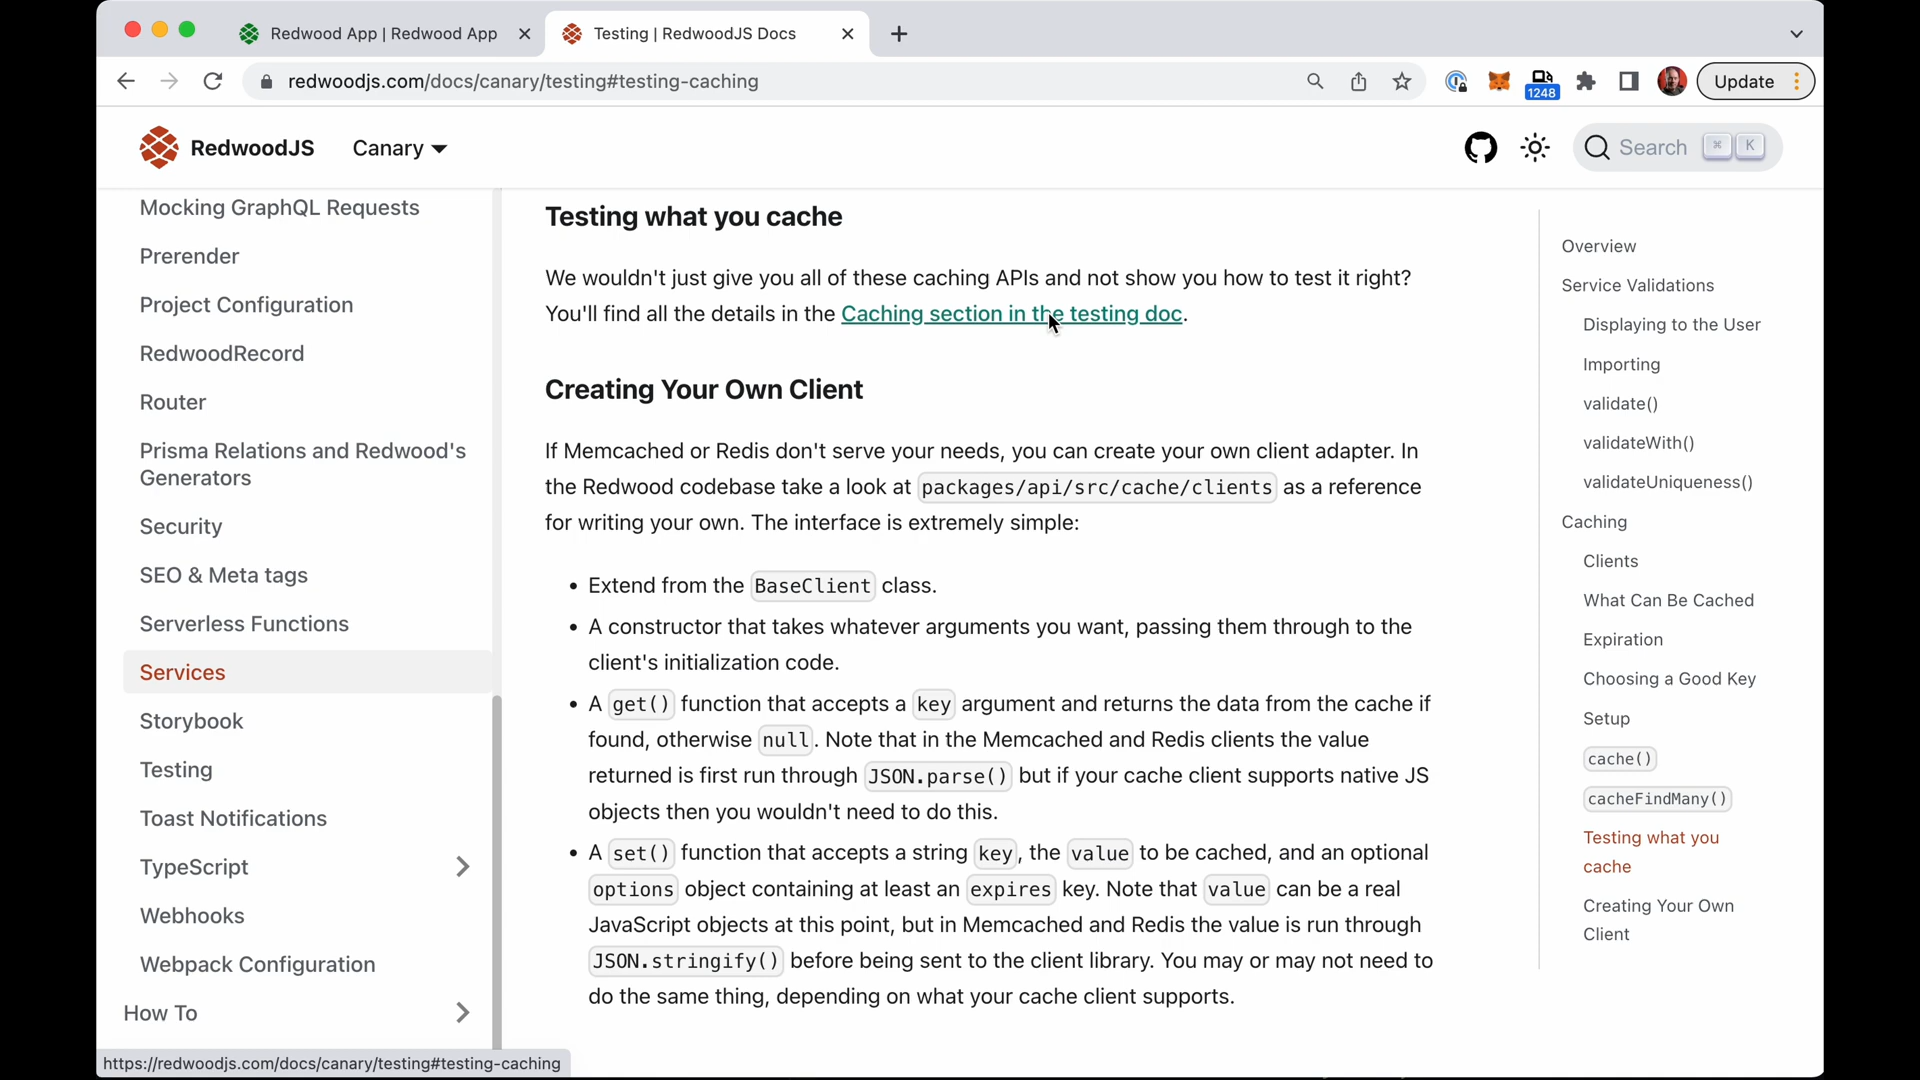 Redwood App | Redwood App
Testing | RedwoodJS Docs
redwoodjs.com/docs/canary/testing#testing-caching
1248
Update
RedwoodJS
Canary
Search
⌘ K
Mocking GraphQL Requests
Prerender
Project Configuration
RedwoodRecord
Router
Prisma Relations and Redwood's
Generators
Security
SEO & Meta tags
Serverless Functions
Services
Storybook
Testing
Toast Notifications
TypeScript
Webhooks
Webpack Configuration
How To
Testing what you cache
We wouldn't just give you all of these caching APIs and not show you how to test it right?
You'll find all the details in the Caching section in the testing doc.
Creating Your Own Client
If Memcached or Redis don't serve your needs, you can create your own client adapter. In
the Redwood codebase take a look at packages/api/src/cache/clients as a reference
for writing your own. The interface is extremely simple:
• Extend from the BaseClient class.
• A constructor that takes whatever arguments you want, passing them through to the
client's initialization code.
• A get() function that accepts a key argument and returns the data from the cache if
found, otherwise null. Note that in the Memcached and Redis clients the value
returned is first run through JSON.parse() but if your cache client supports native JS
objects then you wouldn't need to do this.
• A set() function that accepts a string key, the value to be cached, and an optional
options object containing at least an expires key. Note that value can be a real
JavaScript objects at this point, but in Memcached and Redis the value is run through
JSON.stringify() before being sent to the client library. You may or may not need to
do the same thing, depending on what your cache client supports.
Overview
Service Validations
Displaying to the User
Importing
validate()
validateWith()
validateUniqueness()
Caching
Clients
What Can Be Cached
Expiration
Choosing a Good Key
Setup
cache()
cacheFindMany()
Testing what you
cache
Creating Your Own
Client
https://redwoodjs.com/docs/canary/testing#testing-caching